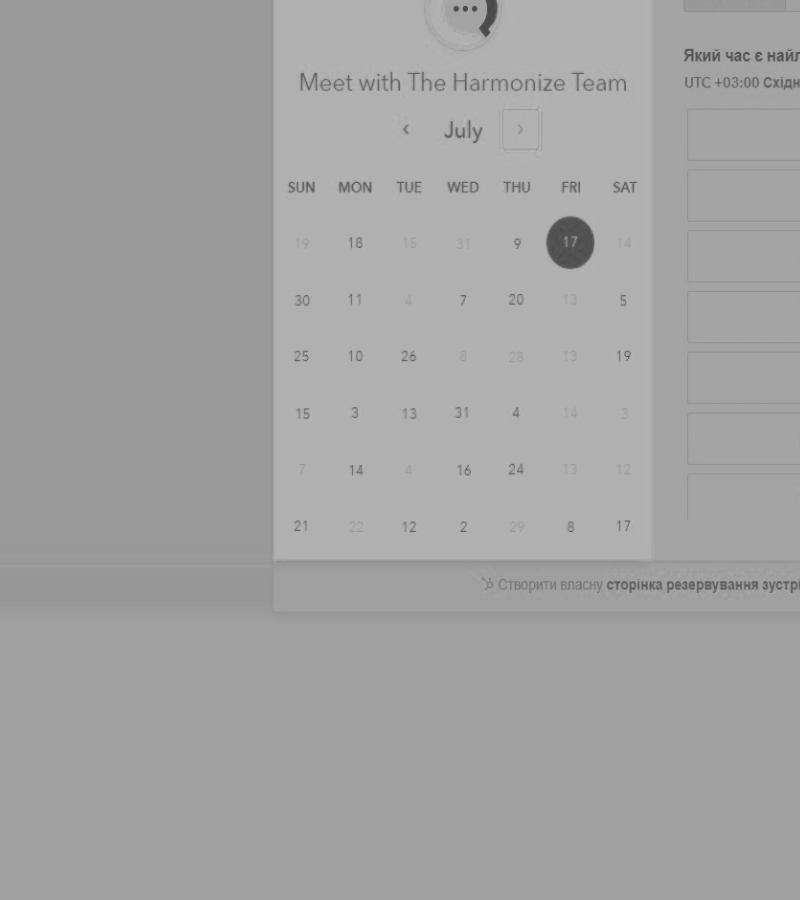 Meet with The Harmonize Team
‹ July ›
SUN MON TUE WED THU FRI SAT
19 18 15 31 9 17 14
30 11 4 7 20 13 5
25 10 26 8 28 13 19
15 3 13 31 4 14 3
7 14 4 16 24 13 12
21 22 12 2 29 8 17
Який час є найл
UTC +03:00 Східн
Створити власну сторінка резервування зустрі